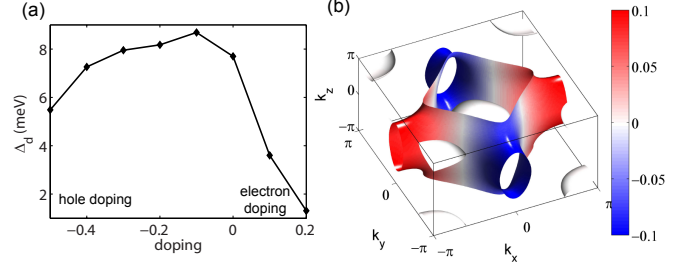 (a)
8
6
4
2
Δd (meV)
hole doping
electron
doping
−0.4
−0.2
0
0.2
doping
(b)
π
0
−π
kz
π
0
−π
ky
−π
0
π
kx
0.1
0.05
0
−0.05
−0.1